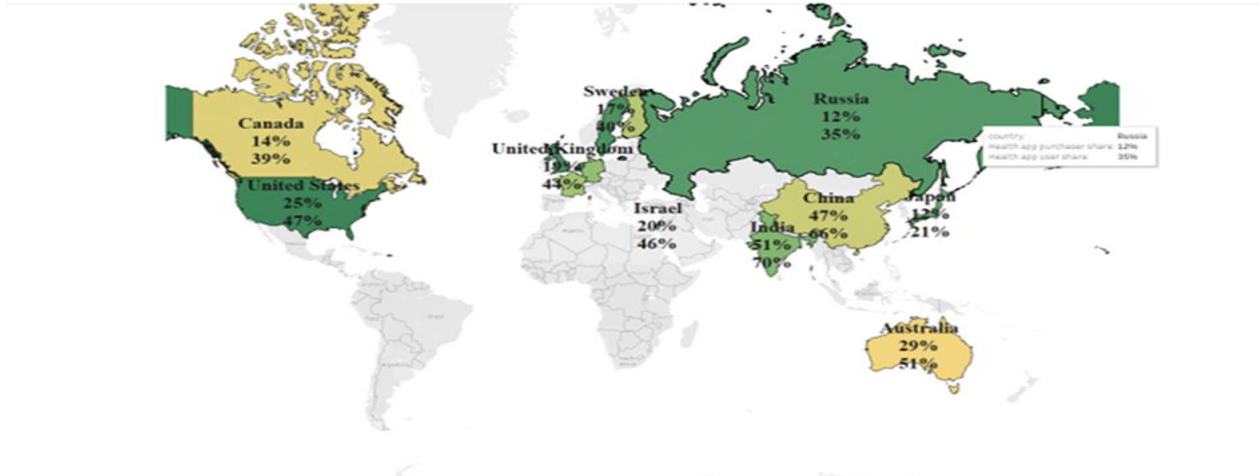 Canada
14%
39%
United States
25%
47%
Sweden
17%
40%
United Kingdom
19%
44%
Israel
20%
46%
Russia
12%
35%
country: Russia
Health app purchaser share: 12%
Health app user share: 35%
China
47%
66%
India
51%
70%
Japan
12%
21%
Australia
29%
51%